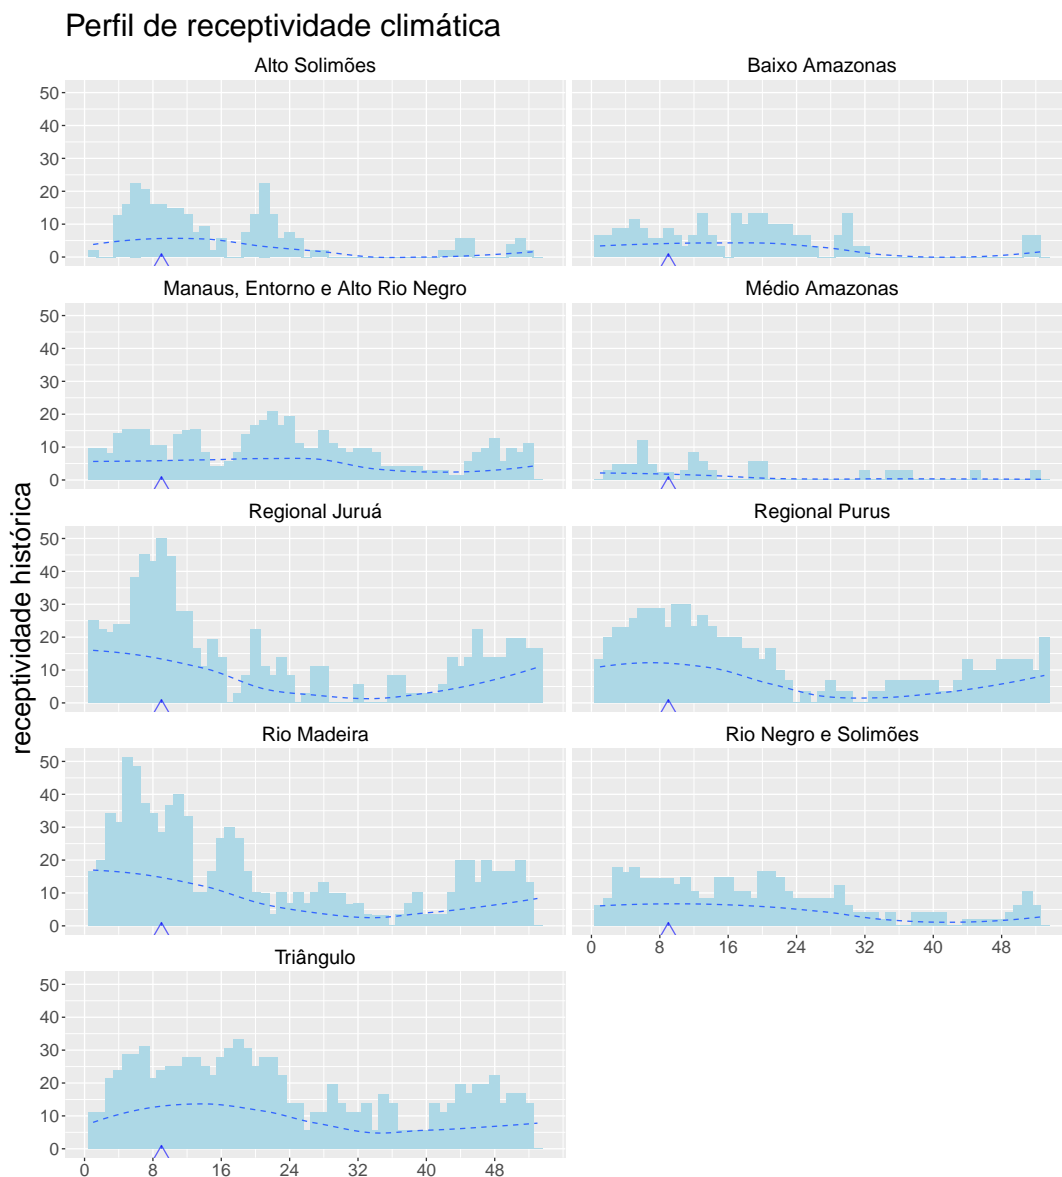 Perfil de receptividade climática
Alto Solimões
Baixo Amazonas
50
40
30
20
10
0
Manaus, Entorno e Alto Rio Negro
Médio Amazonas
50
40
30
20
10
0
receptividade histórica
Regional Juruá
Regional Purus
50
40
30
20
10
0
Rio Madeira
Rio Negro e Solimões
50
40
30
20
10
0
0 8 16 24 32 40 48
Triângulo
50
40
30
20
10
0
0 8 16 24 32 40 48